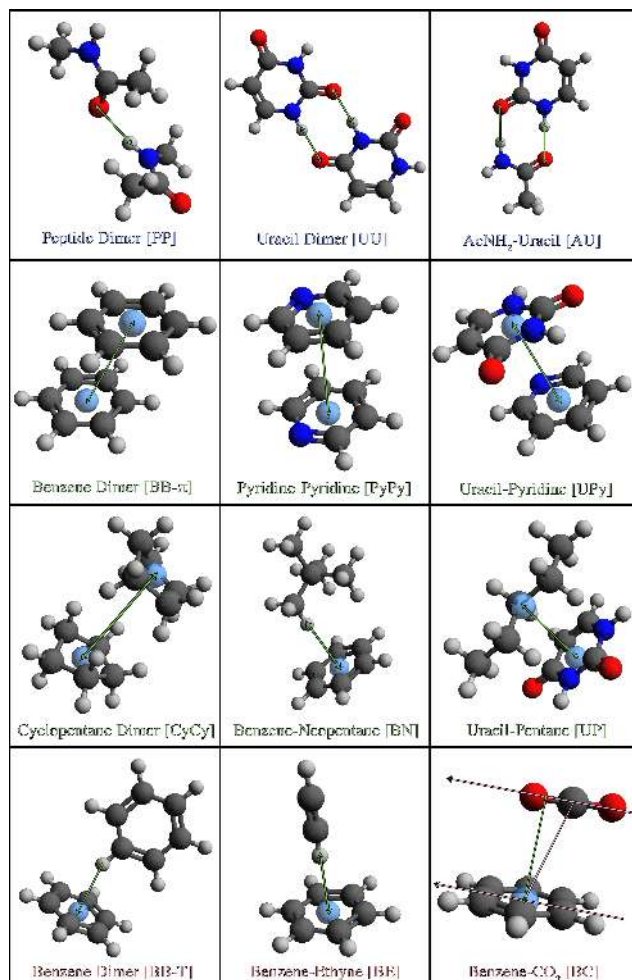 Peptide Dimer [PP]
Uracil Dimer [UU]
AcNH₂-Uracil [AU]
Benzene Dimer [BB-π]
Pyridine Pyridine [PyPy]
Uracil-Pyridine [UPy]
Cyclopentane Dimer [CyCy]
Benzene-Neopentane [BN]
Uracil-Pentane [UP]
Benzene Dimer [BB-T]
Benzene-Ethyne [BE]
Benzene-CO₂ [BC]